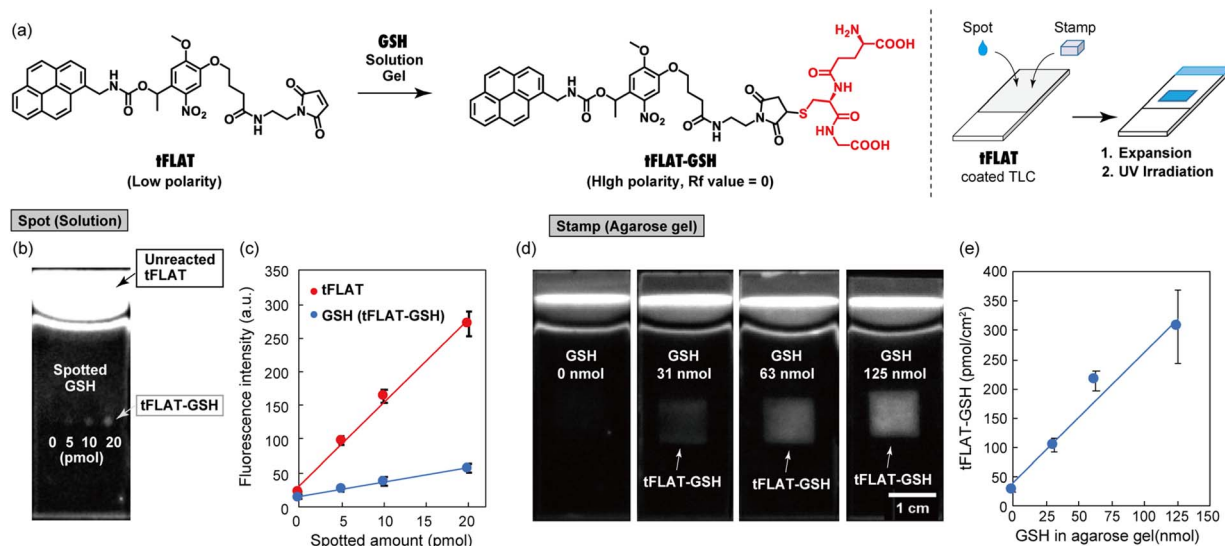 (a)
O
H
N
O
O
O
NO2
O
N
H
O
N
O
tFLAT
(Low polarity)
GSH
Solution
Gel
O
H
N
O
O
O
NO2
O
N
H
O
N
O
S
H2N
COOH
O
NH
O
HN
COOH
tFLAT-GSH
(HIgh polarity, Rf value = 0)
Spot
Stamp
tFLAT
coated TLC
1. Expansion
2. UV Irradiation
Spot (Solution)
(b)
Unreacted
tFLAT
Spotted
GSH
tFLAT-GSH
0 5 10 20
(pmol)
(c)
Fluorescence intensity (a.u.)
350
300
250
200
150
100
50
0
tFLAT
GSH (tFLAT-GSH)
0 5 10 15 20
Spotted amount (pmol)
Stamp (Agarose gel)
(d)
GSH
0 nmol
GSH
31 nmol
GSH
63 nmol
GSH
125 nmol
tFLAT-GSH
tFLAT-GSH
tFLAT-GSH
1 cm
(e)
tFLAT-GSH (pmol/cm2)
400
350
300
250
200
150
100
50
0
0 25 50 75 100 125 150
GSH in agarose gel(nmol)